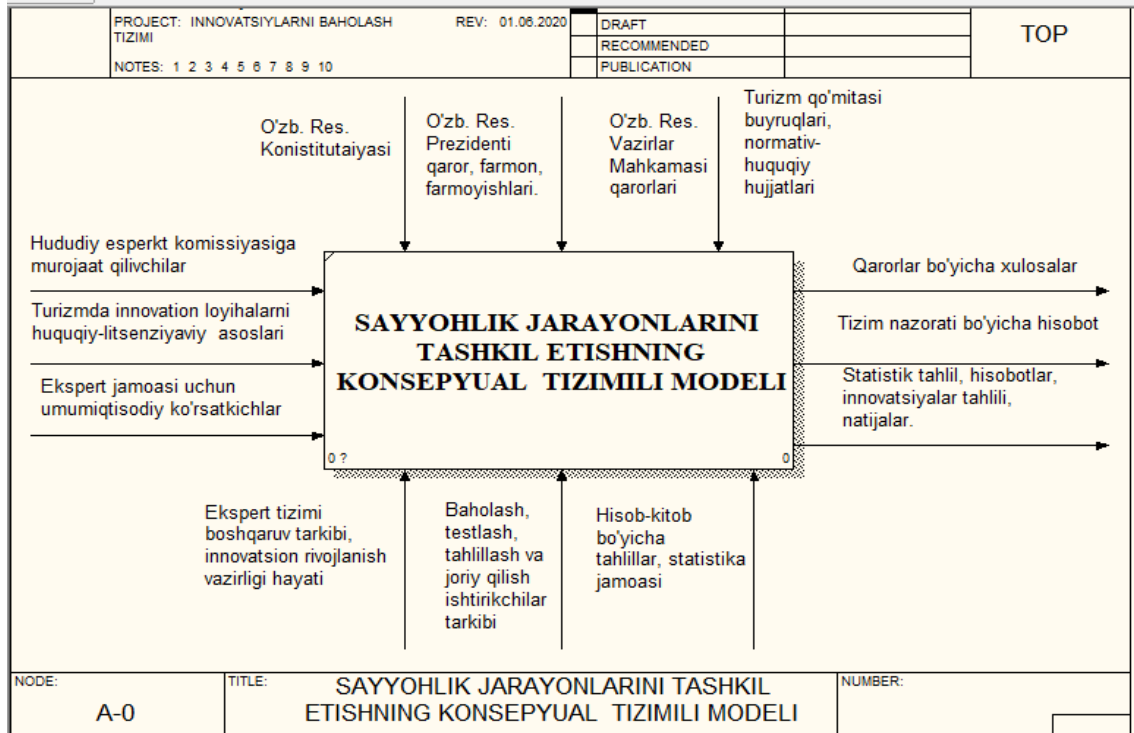 PROJECT: INNOVATSIYLARNI BAHOLASH
TIZIMI
REV: 01.06.2020
NOTES: 1 2 3 4 5 6 7 8 9 10
DRAFT
RECOMMENDED
PUBLICATION
TOP
O'zb. Res.
Konistitutaiyasi
O'zb. Res.
Prezidenti
qaror, farmon,
farmoyishlari.
O'zb. Res.
Vazirlar
Mahkamasi
qarorlari
Turizm qo'mitasi
buyruqlari,
normativ-
huquqiy
hujjatlari
Hududiy esperkt komissiyasiga
murojaat qilivchilar
Turizmda innovation loyihalarni
huquqiy-litsenziyaviy asoslari
Ekspert jamoasi uchun
umumiqtisodiy ko'rsatkichlar
SAYYOHLIK JARAYONLARINI
TASHKIL ETISHNING
KONSEPYUAL TIZIMILI MODELI
0 ?
0
Qarorlar bo'yicha xulosalar
Tizim nazorati bo'yicha hisobot
Statistik tahlil, hisobotlar,
innovatsiyalar tahlili,
natijalar.
Ekspert tizimi
boshqaruv tarkibi,
innovatsion rivojlanish
vazirligi hayati
Baholash,
testlash,
tahlillash va
joriy qilish
ishtirikchilar
tarkibi
Hisob-kitob
bo'yicha
tahlillar, statistika
jamoasi
NODE:
A-0
TITLE:
SAYYOHLIK JARAYONLARINI TASHKIL
ETISHNING KONSEPYUAL TIZIMILI MODELI
NUMBER: